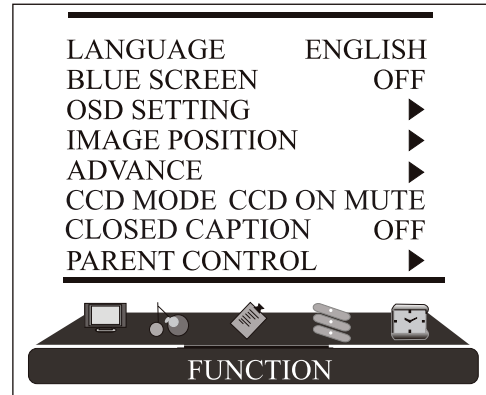 LANGUAGE ENGLISH
BLUE SCREEN OFF
OSD SETTING ▶
IMAGE POSITION ▶
ADVANCE ▶
CCD MODE CCD ON MUTE
CLOSED CAPTION OFF
PARENT CONTROL ▶
FUNCTION